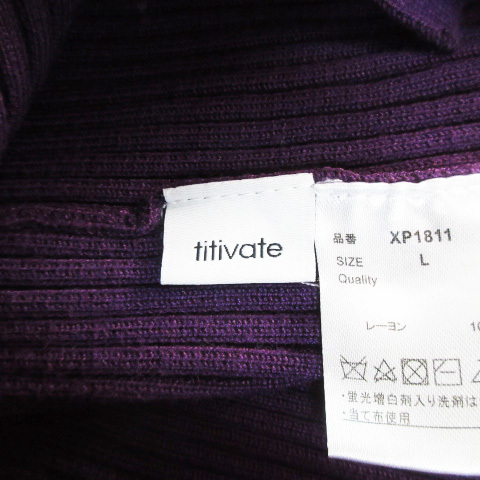 titivate
品番 XP1811
SIZE L
Quality
レーヨン 10
・蛍光増白剤入り洗剤は
・当て布使用